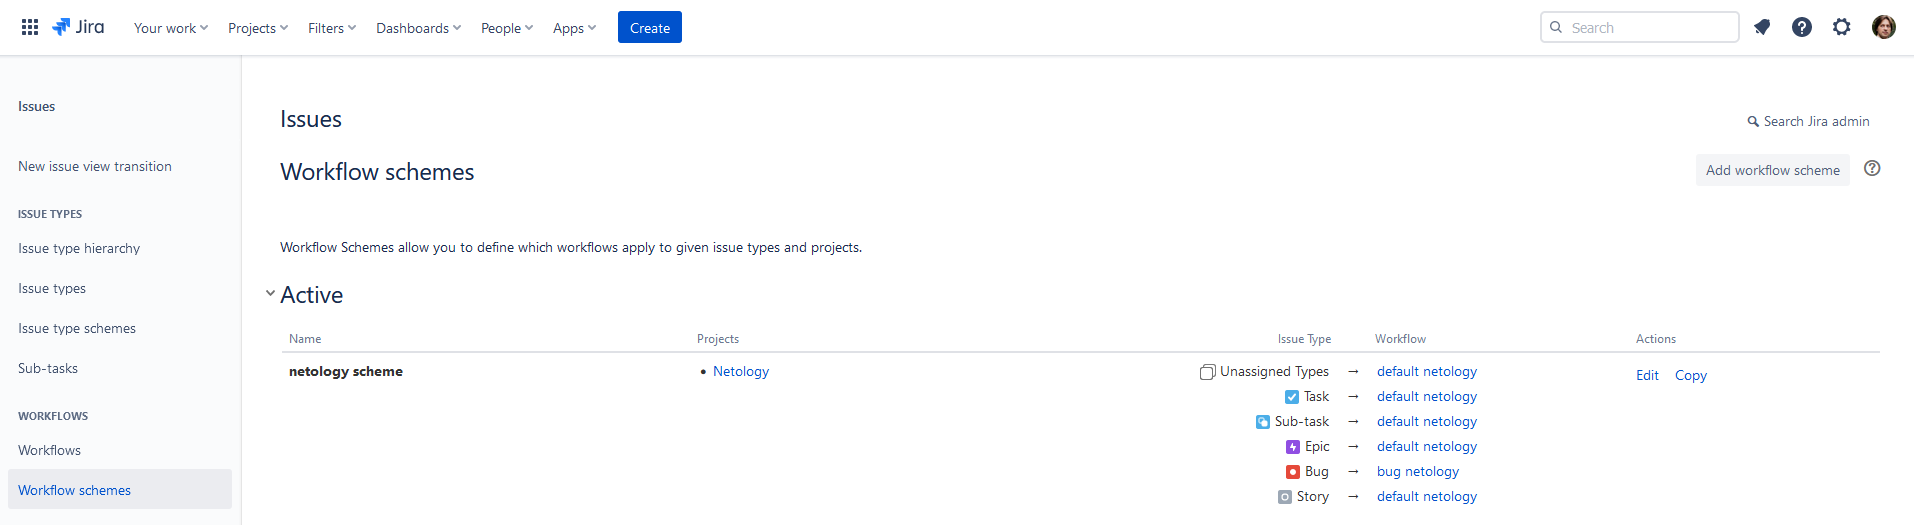 Jira Your work Projects Filters Dashboards People Apps Create Search
Issues
New issue view transition
ISSUE TYPES
Issue type hierarchy
Issue types
Issue type schemes
Sub-tasks
WORKFLOWS
Workflows
Workflow schemes
Issues Search Jira admin
Workflow schemes Add workflow scheme
Workflow Schemes allow you to define which workflows apply to given issue types and projects.
Active
Name Projects Issue Type Workflow Actions
netology scheme • Netology Unassigned Types → default netology Edit Copy
Task → default netology
Sub-task → default netology
Epic → default netology
Bug → bug netology
Story → default netology